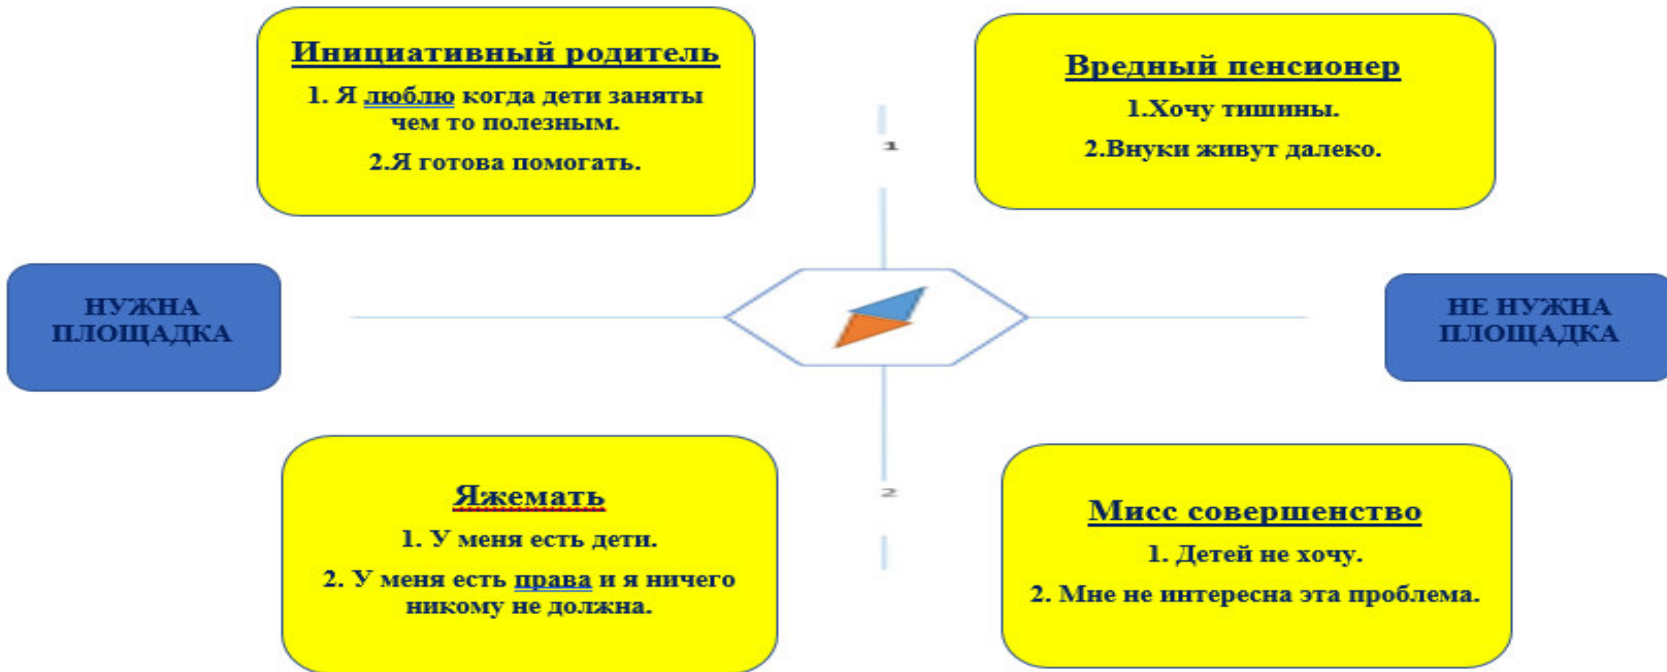 Инициативный родитель
1. Я люблю когда дети заняты
чем то полезным.
2.Я готова помогать.
Вредный пенсионер
1.Хочу тишины.
2.Внуки живут далеко.
1
НУЖНА
ПЛОЩАДКА
НЕ НУЖНА
ПЛОЩАДКА
Яжемать
1. У меня есть дети.
2. У меня есть права и я ничего
никому не должна.
2
Мисс совершенство
1. Детей не хочу.
2. Мне не интересна эта проблема.